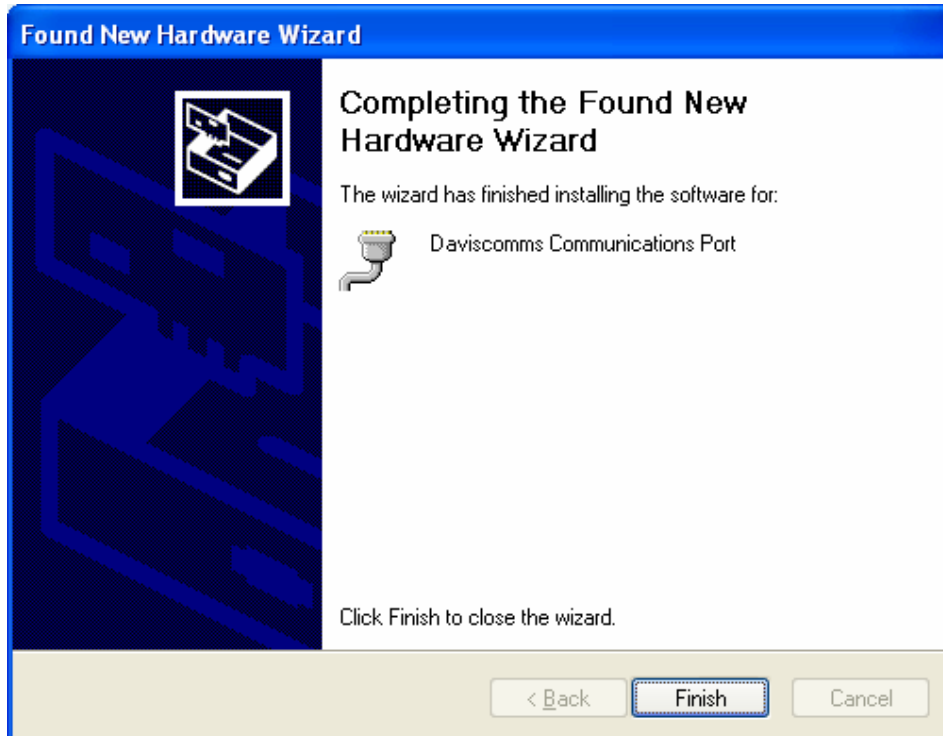 Found New Hardware Wizard
Completing the Found New
Hardware Wizard
The wizard has finished installing the software for:
Daviscomms Communications Port
Click Finish to close the wizard.
< Back Finish Cancel